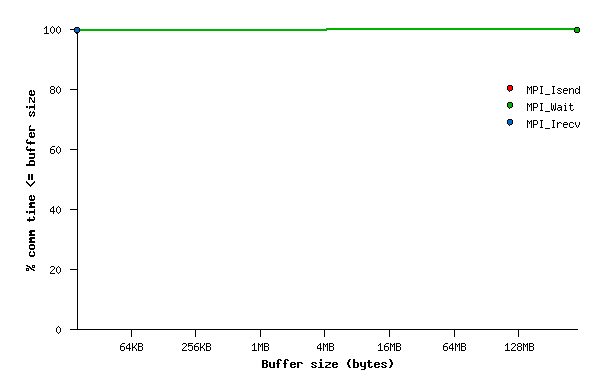 100
80
60
40
20
0
% comm time <= buffer size
MPI_Isend
MPI_Wait
MPI_Irecv
64KB 256KB 1MB 4MB 16MB 64MB 128MB
Buffer size (bytes)